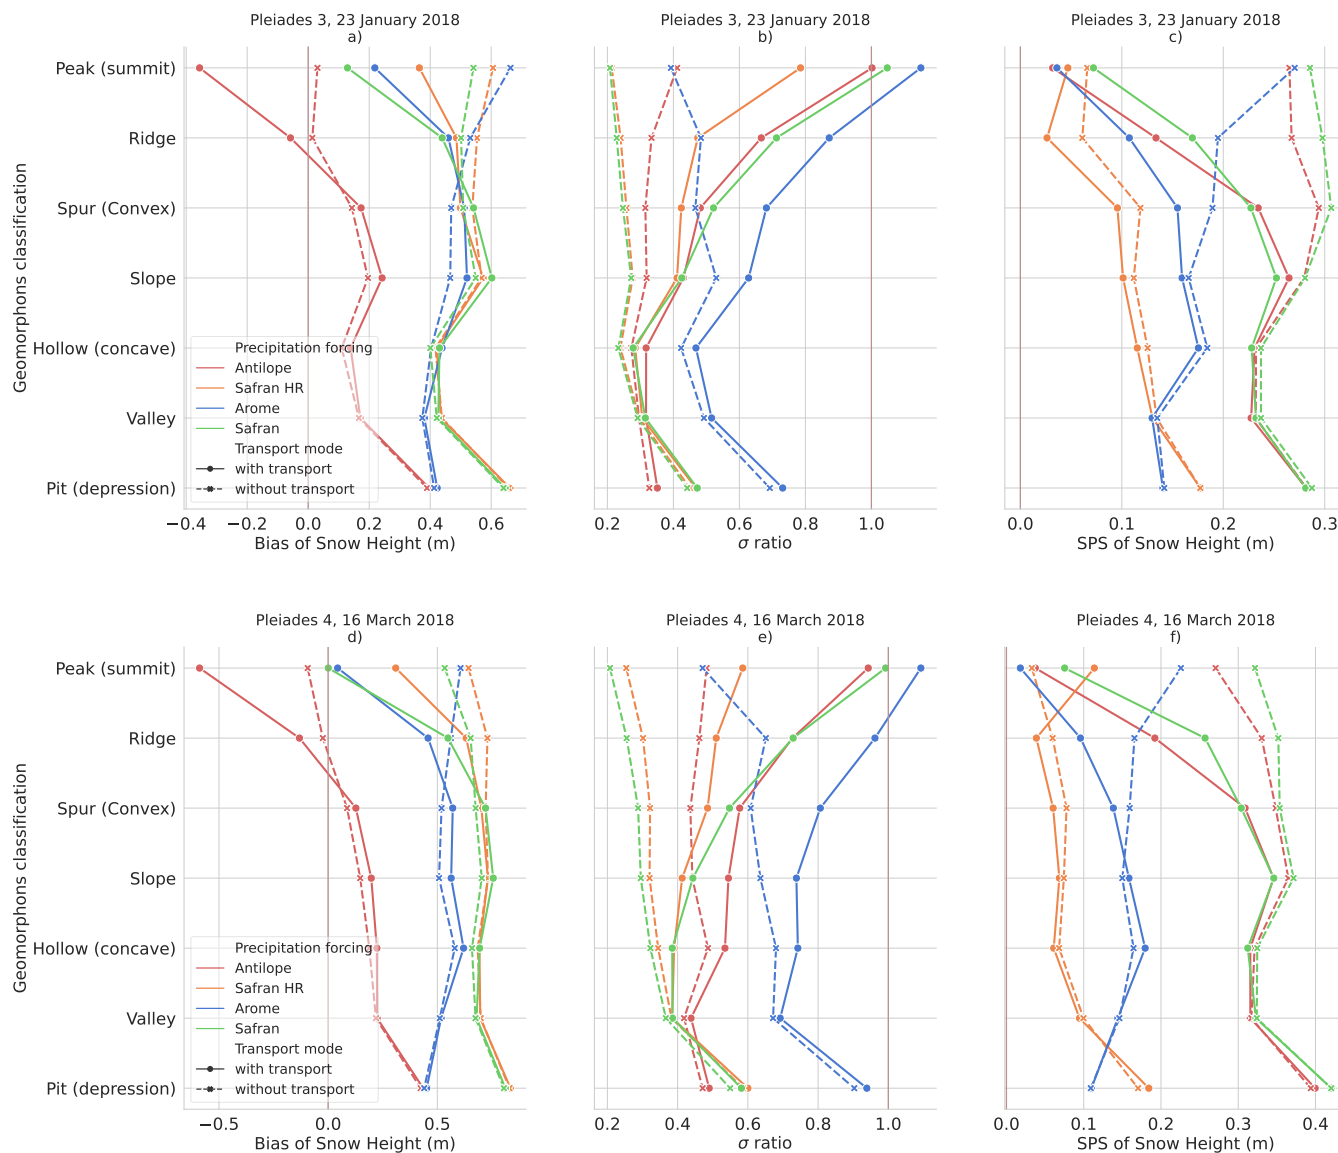 Pleiades 3, 23 January 2018
a)
Pleiades 3, 23 January 2018
b)
Pleiades 3, 23 January 2018
c)
Geomorphons classification
Peak (summit)
Ridge
Spur (Convex)
Slope
Hollow (concave)
Valley
Pit (depression)
Precipitation forcing
Antilope
Safran HR
Arome
Safran
Transport mode
with transport
without transport
−0.4 −0.2 0.0 0.2 0.4 0.6
Bias of Snow Height (m)
0.2 0.4 0.6 0.8 1.0
σ ratio
0.0 0.1 0.2 0.3
SPS of Snow Height (m)
Pleiades 4, 16 March 2018
d)
Pleiades 4, 16 March 2018
e)
Pleiades 4, 16 March 2018
f)
Geomorphons classification
Peak (summit)
Ridge
Spur (Convex)
Slope
Hollow (concave)
Valley
Pit (depression)
Precipitation forcing
Antilope
Safran HR
Arome
Safran
Transport mode
with transport
without transport
−0.5 0.0 0.5
Bias of Snow Height (m)
0.2 0.4 0.6 0.8 1.0
σ ratio
0.0 0.1 0.2 0.3 0.4
SPS of Snow Height (m)